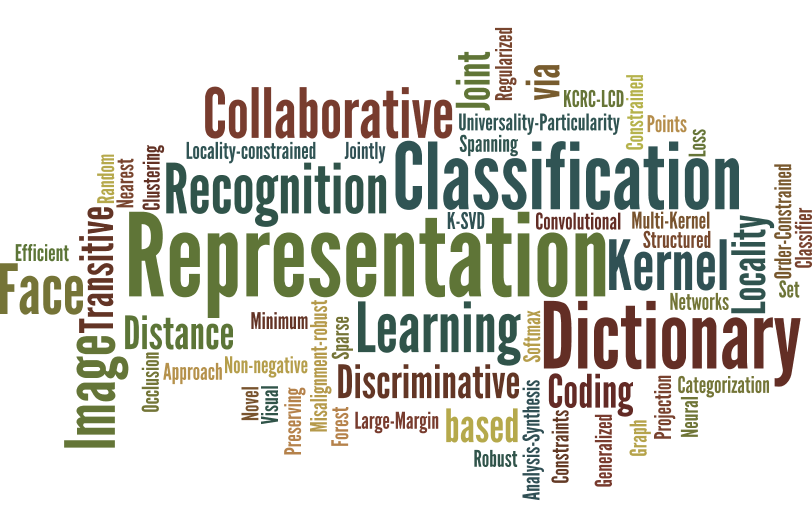 Joint
Regularized
via
KCRC-LCD
Constrained
Collaborative
Universality-Particularity
Points
Loss
Spanning
Locality-constrained
Jointly
Classification
Random
Nearest
Clustering
Recognition
Order-Constrained
Classifier
K-SVD
Convolutional
Multi-Kernel
Structured
Representation
Kernel
Locality
Set
Efficient
Face
Transitive
Networks
Distance
Minimum
Misalignment-robust
Sparse
Learning
Softmax
Dictionary
Image
Occlusion
Approach
Non-negative
Discriminative
Coding
Categorization
Novel
Visual
Preserving
Forest
Large-Margin
based
Robust
Analysis-Synthesis
Constraints
Generalized
Graph
Projection
Neural